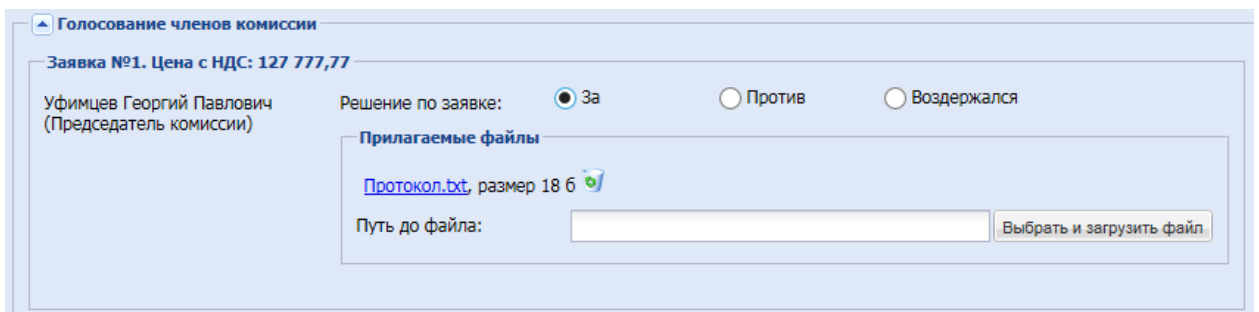 Голосование членов комиссии
Заявка №1. Цена с НДС: 127 777,77
Уфимцев Георгий Павлович
(Председатель комиссии)
Решение по заявке: За Против Воздержался
Прилагаемые файлы
Протокол.txt, размер 18 б
Путь до файла: Выбрать и загрузить файл